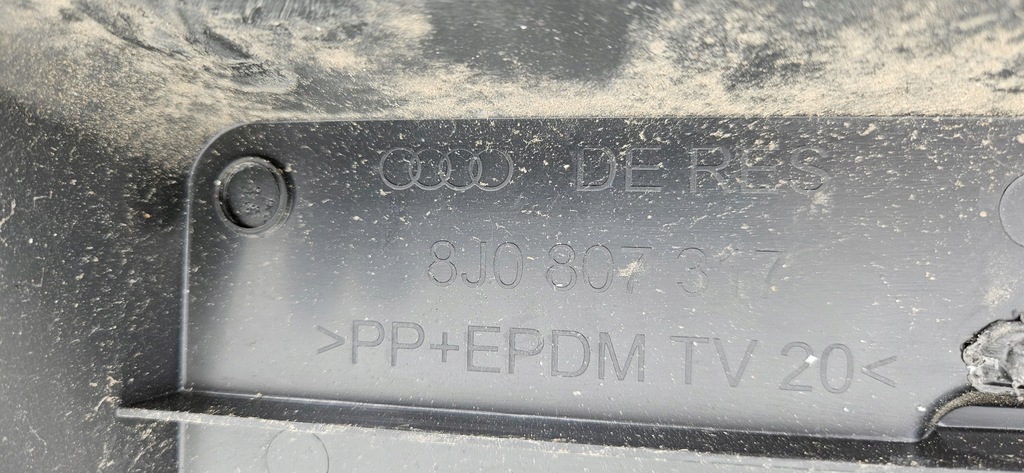 DE RES
8J0 807 317
>PP+EPDM TV 20<